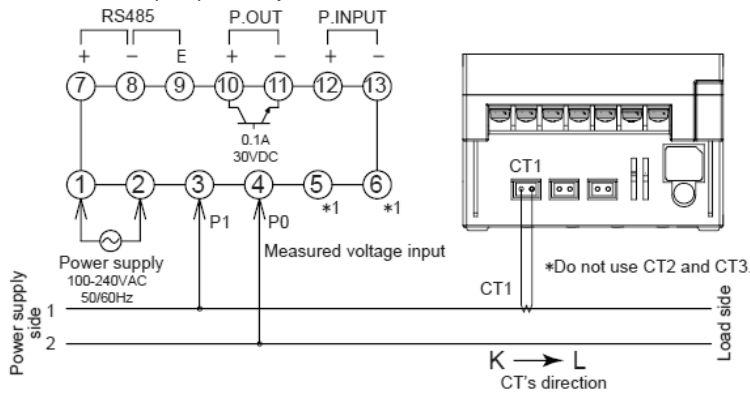 RS485 P.OUT P.INPUT
+ − E + − + −
7 8 9 10 11 12 13
0.1A
30VDC
CT1
1 2 3 4 5 6
*1 *1
P1 P0
Measured voltage input
Power supply
100-240VAC
50/60Hz
*Do not use CT2 and CT3.
CT1
Power supply
side
1
2
Load side
K L
CT's direction